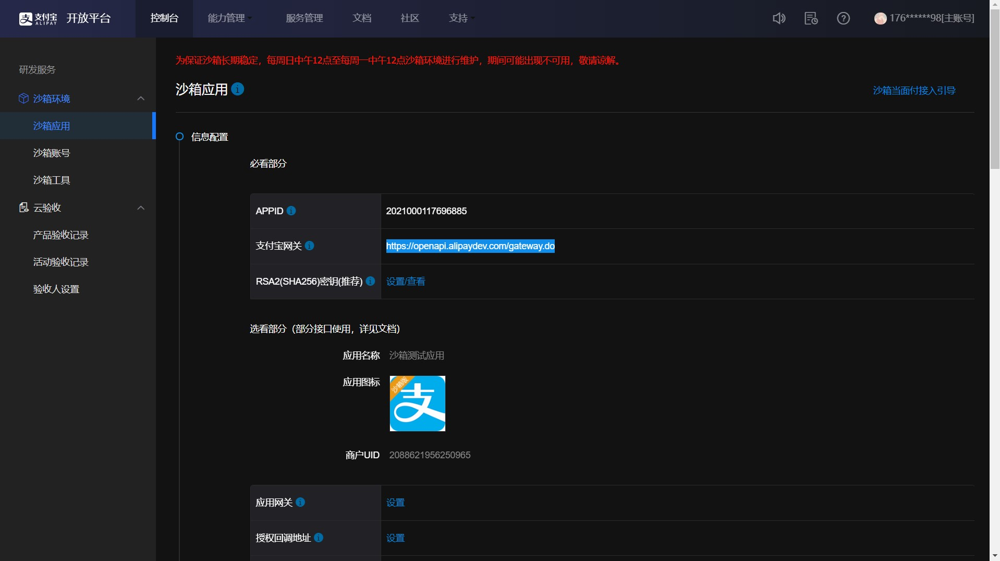 支付宝 ALIPAY 开放平台 控制台 能力管理 服务管理 文档 社区 支持 176******98[主账号]
研发服务
沙箱环境
沙箱应用
沙箱账号
沙箱工具
云验收
产品验收记录
活动验收记录
验收人设置
为保证沙箱长期稳定，每周日中午12点至每周一中午12点沙箱环境进行维护，期间可能出现不可用，敬请谅解。
沙箱应用 沙箱当面付接入引导
信息配置
必看部分
APPID 2021000117696885
支付宝网关 https://openapi.alipaydev.com/gateway.do
RSA2(SHA256)密钥(推荐) 设置/查看
选看部分（部分接口使用，详见文档）
应用名称 沙箱测试应用
应用图标 沙箱版 支
商户UID 2088621956250965
应用网关 设置
授权回调地址 设置